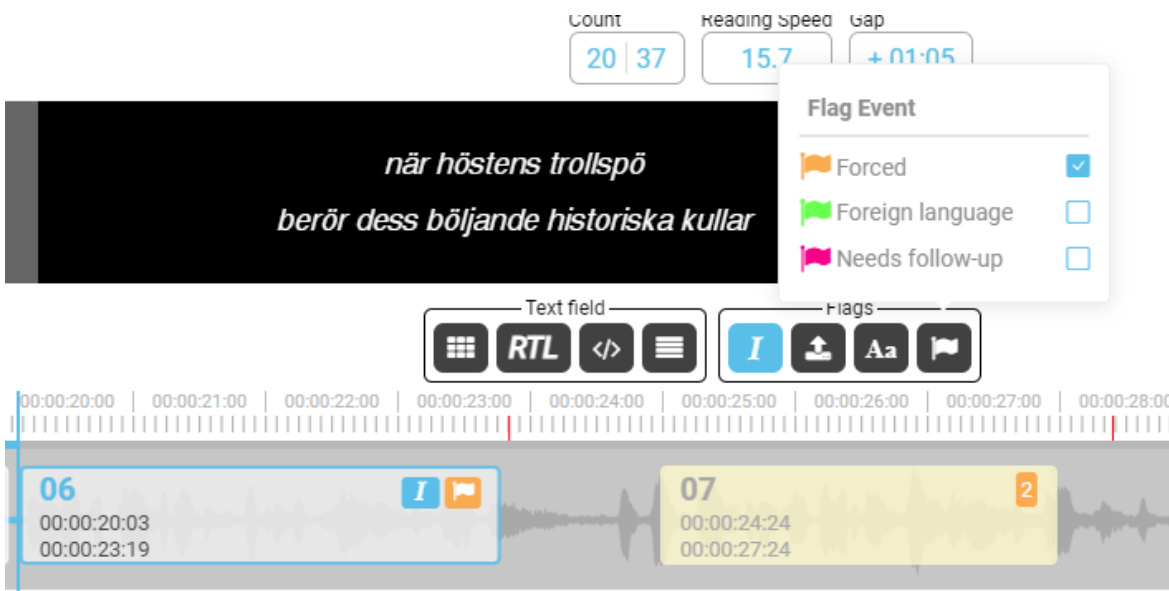 Count Reading Speed Gap
20 37 15.7 + 01:05
Flag Event
Forced
Foreign language
Needs follow-up
när höstens trollspö
berör dess böljande historiska kullar
Text field Flags
RTL </> I Aa
00:00:20:00 00:00:21:00 00:00:22:00 00:00:23:00 00:00:24:00 00:00:25:00 00:00:26:00 00:00:27:00 00:00:28:00
06 I 07 2
00:00:20:03 00:00:24:24
00:00:23:19 00:00:27:24